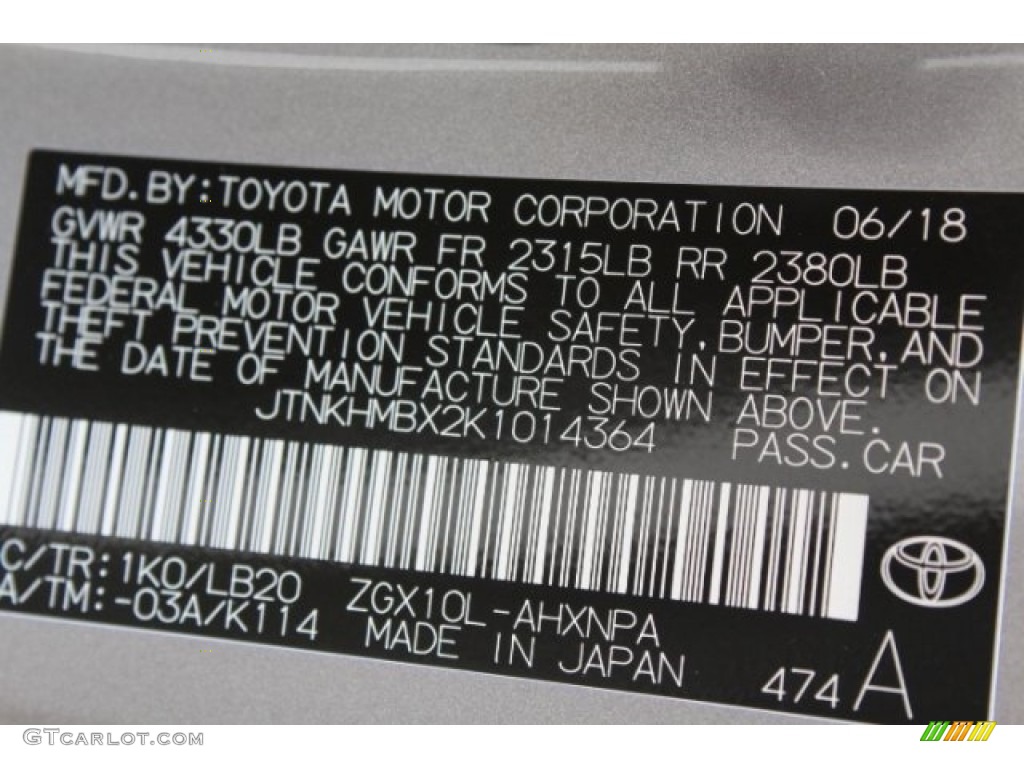 MFD. BY: TOYOTA MOTOR CORPORATION 06/18
GVWR 4330LB GAWR FR 2315LB RR 2380LB
THIS VEHICLE CONFORMS TO ALL APPLICABLE
FEDERAL MOTOR VEHICLE SAFETY, BUMPER, AND
THEFT PREVENTION STANDARDS IN EFFECT ON
THE DATE OF MANUFACTURE SHOWN ABOVE.
JTNKHMBX2K1014364 PASS. CAR
C/TR: 1K0/LB20 ZGX10L-AHXNPA
A/TM: -03A/K114 MADE IN JAPAN 474 A
GTCarLot.com